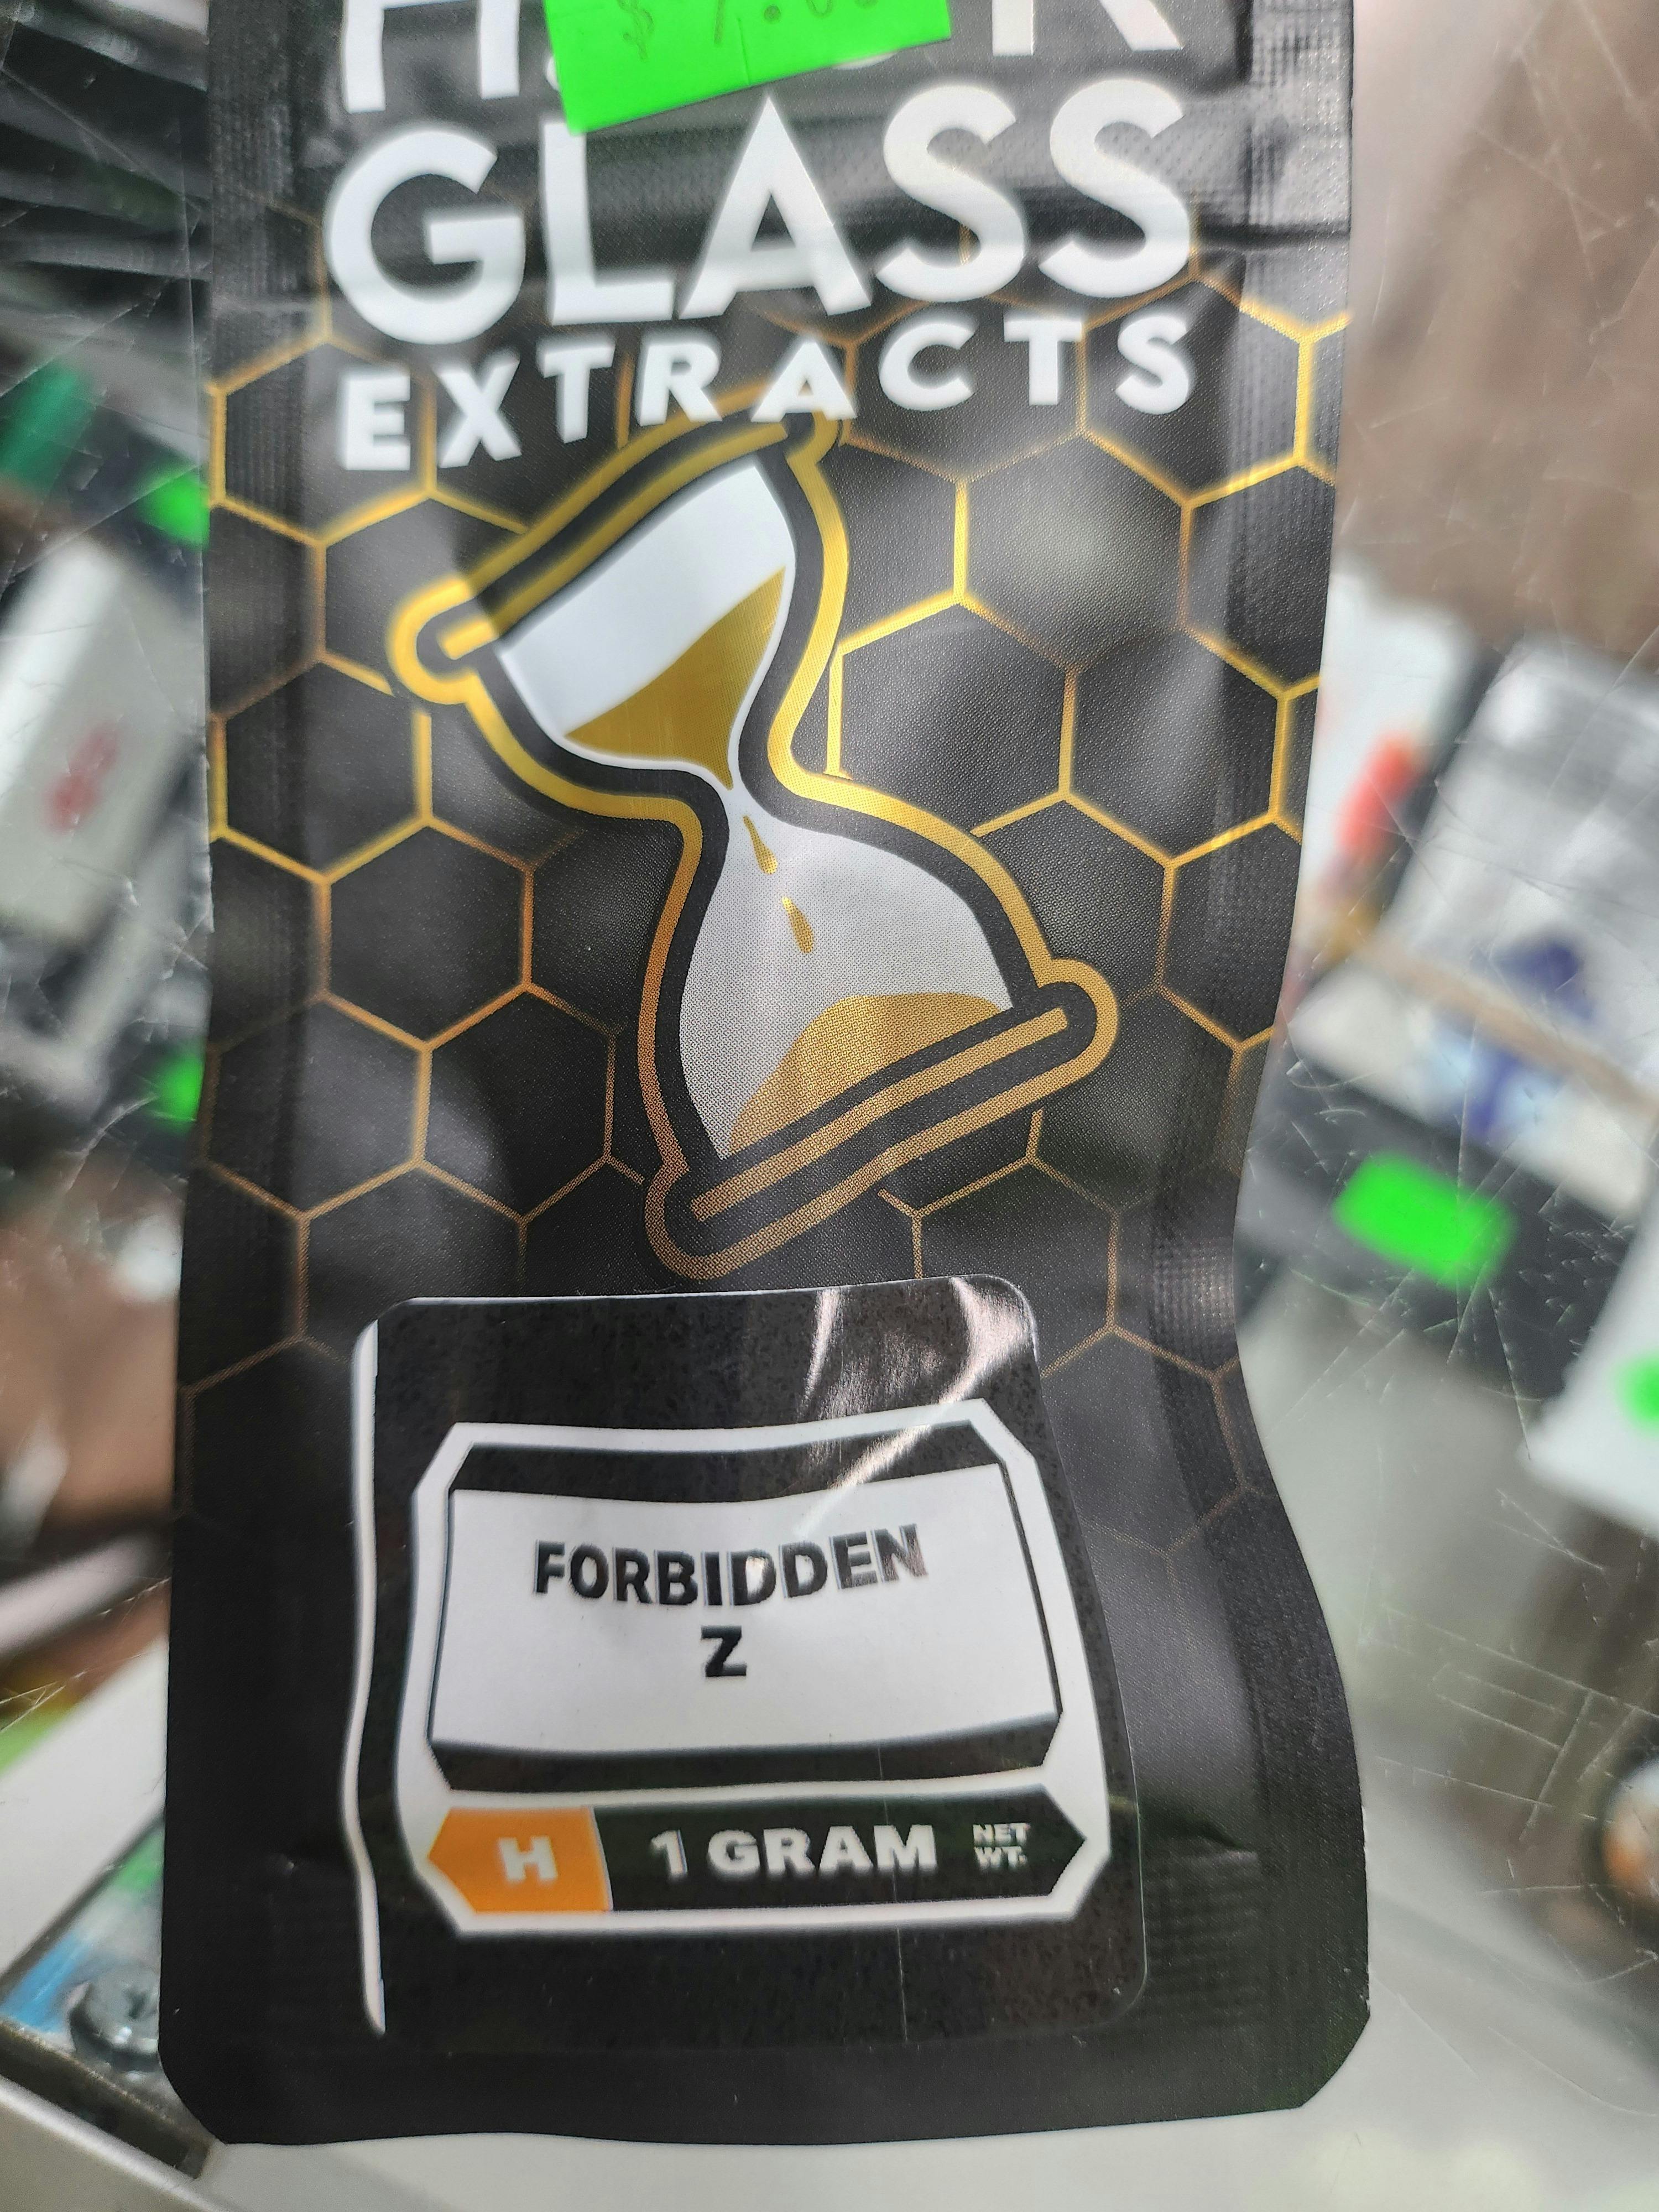 GLASS
EXTRACTS
FORBIDDEN
Z
H 1 GRAM NET
WT.